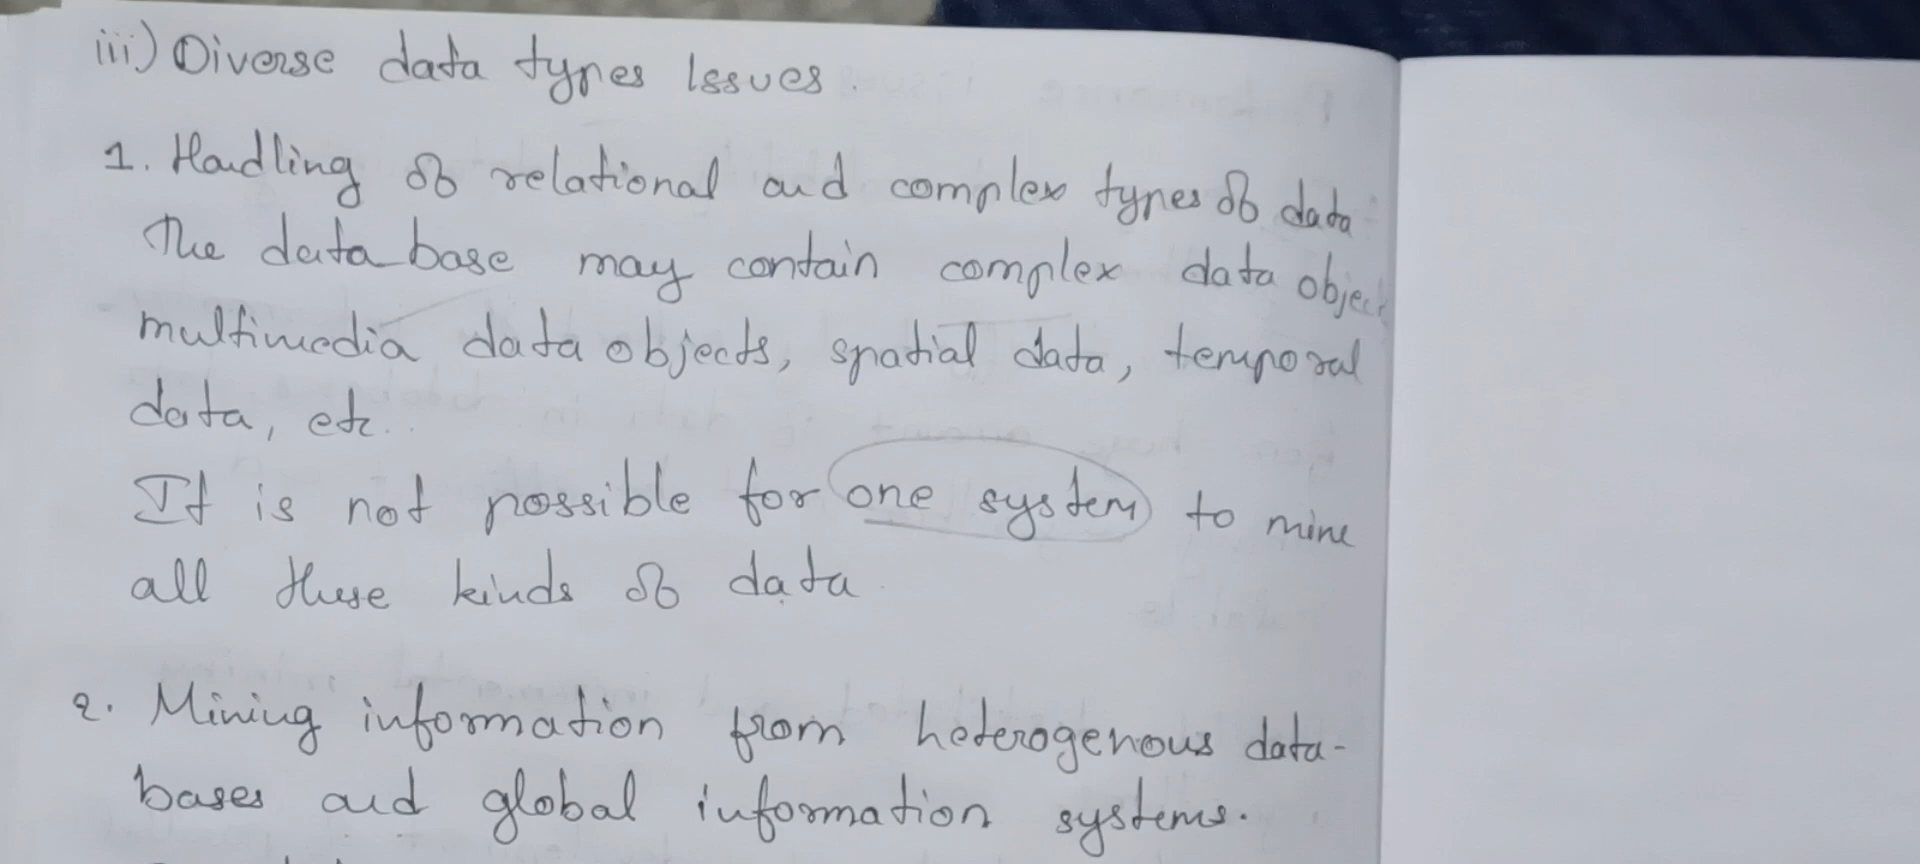 iii) Diverse data types Issues.
1. Handling of relational and complex types of data
The database may contain complex data object
multimedia data objects, spatial data, temporal
data, etc..
It is not possible for one system to mine
all these kinds of data
2. Mining information from heterogenous data-
bases and global information systems.